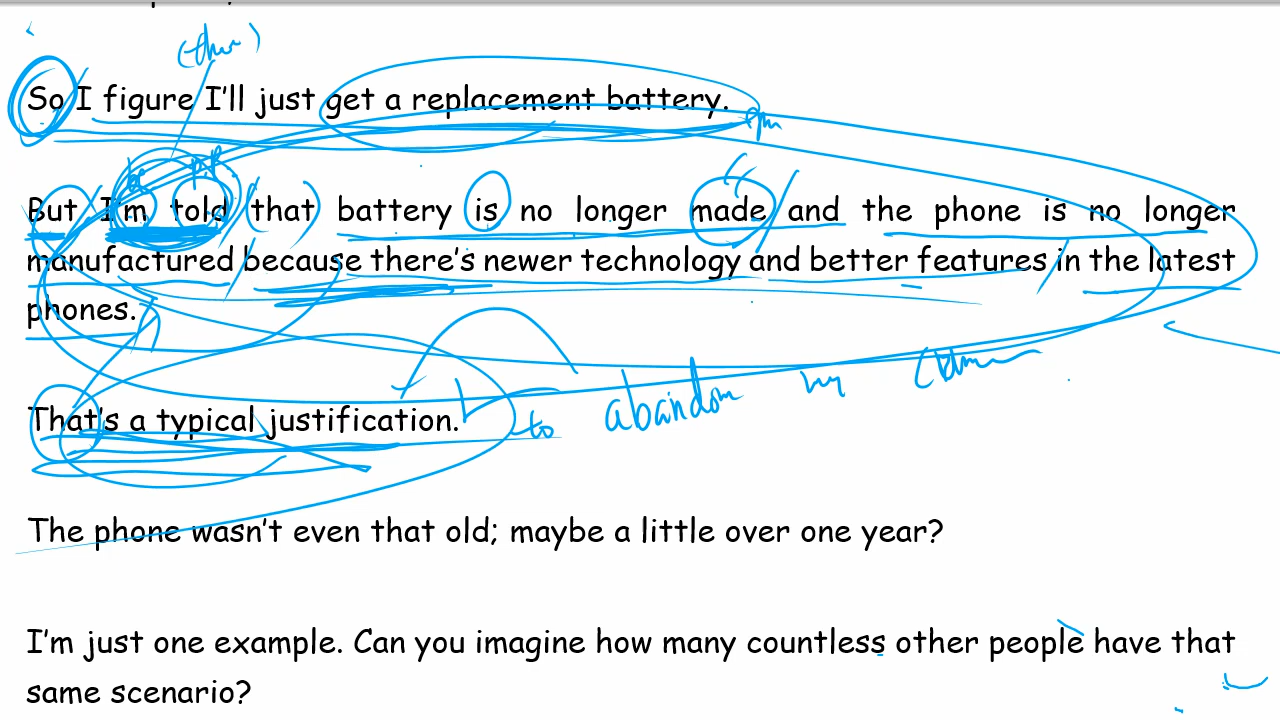 So I figure I'll just get a replacement battery.
be p.p
But I'm told that battery is no longer made and the phone is no longer
manufactured because there's newer technology and better features in the latest
phones.
That's a typical justification. to abandon my
The phone wasn't even that old; maybe a little over one year?
I'm just one example. Can you imagine how many countless other people have that
same scenario?